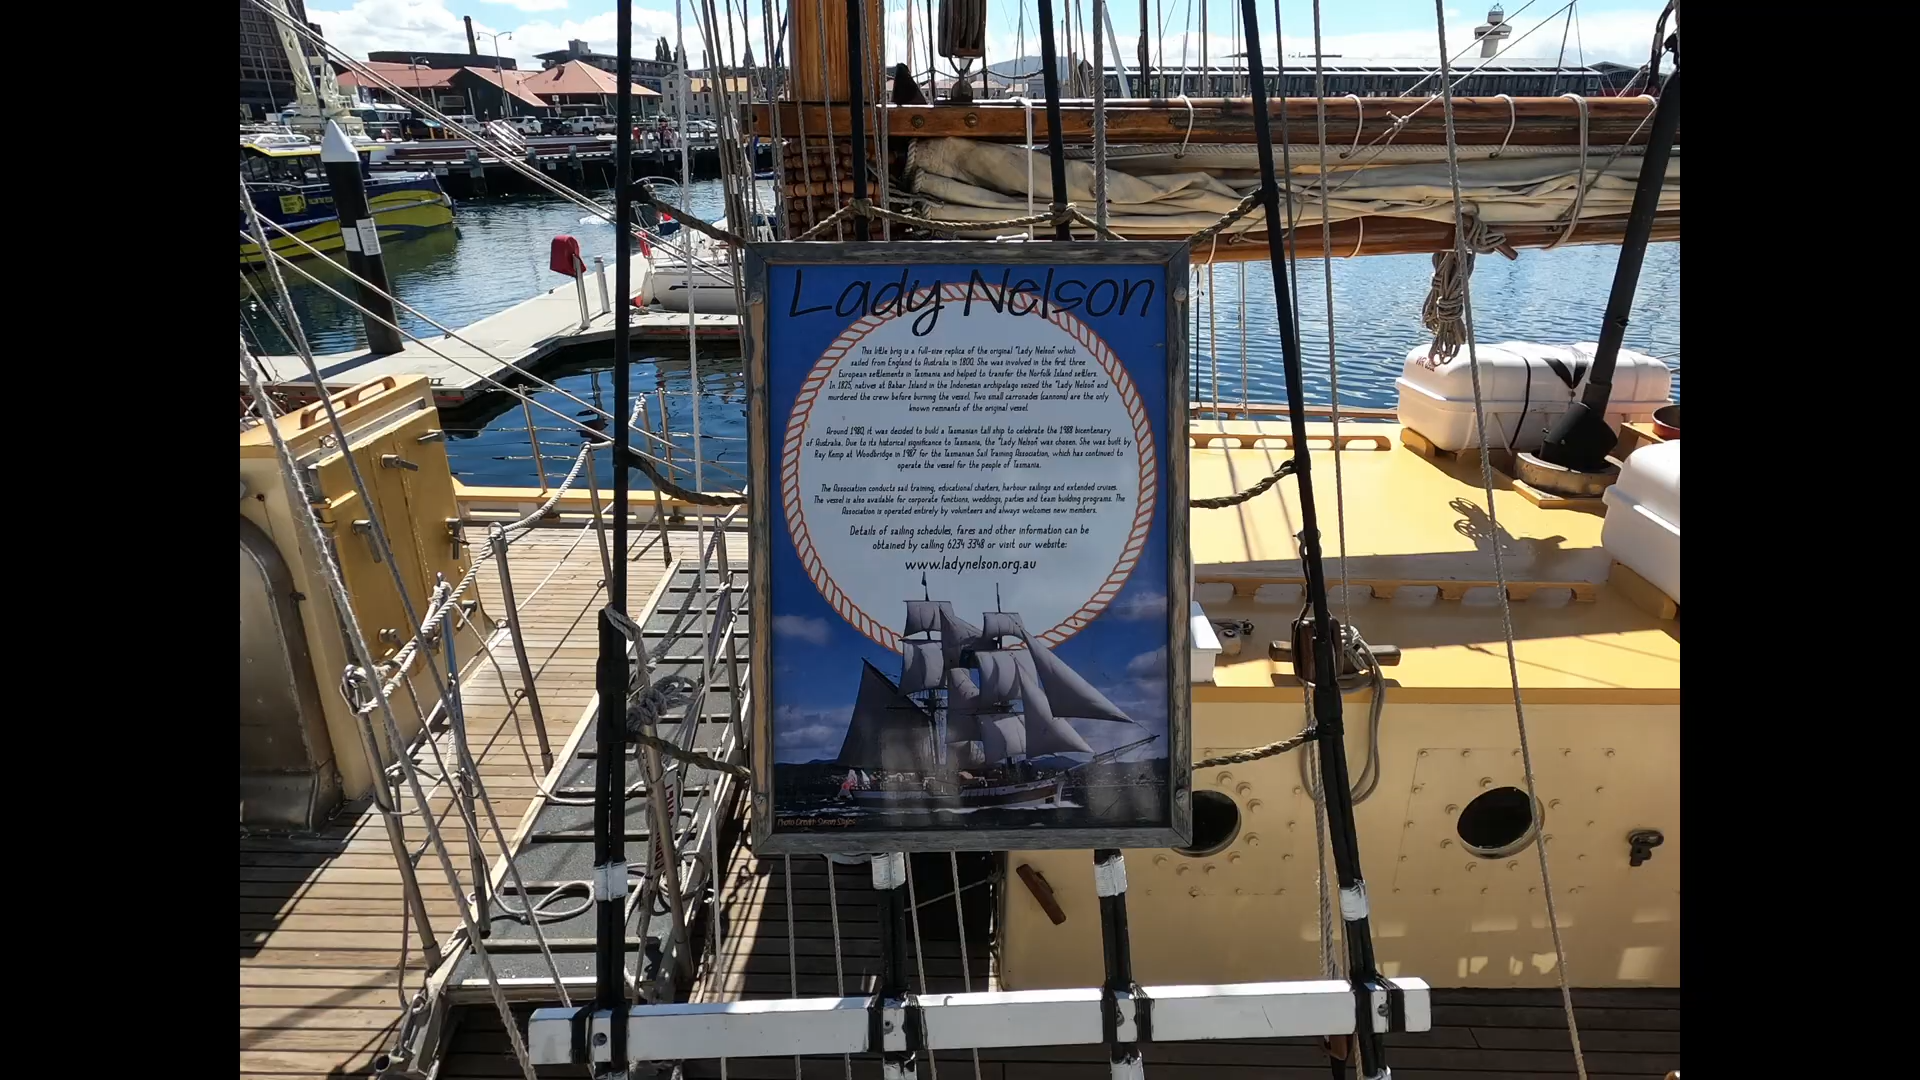 Lady Nelson
This little brig is a full-size replica of the original "Lady Nelson" which
sailed from England to Australia in 1800. She was involved in the first three
European settlements in Tasmania and helped to transfer the Norfolk Island settlers.
In 1825, natives at Babar Island in the Indonesian archipelago seized the "Lady Nelson" and
murdered the crew before burning the vessel. Two small carronades (cannons) are the only
known remnants of the original vessel.
Around 1980, it was decided to build a Tasmanian tall ship to celebrate the 1988 bicentenary
of Australia. Due to its historical significance to Tasmania, the "Lady Nelson" was chosen. She was built by
Ray Kemp at Woodbridge in 1987 for the Tasmanian Sail Training Association, which has continued to
operate the vessel for the people of Tasmania.
The Association conducts sail training, educational charters, harbour sailings and extended cruises.
The vessel is also available for corporate functions, weddings, parties and team building programs. The
Association is operated entirely by volunteers and always welcomes new members.
Details of sailing schedules, fares and other information can be
obtained by calling 6234 3348 or visit our website:
www.ladynelson.org.au
Photo Credit: Simon Styles